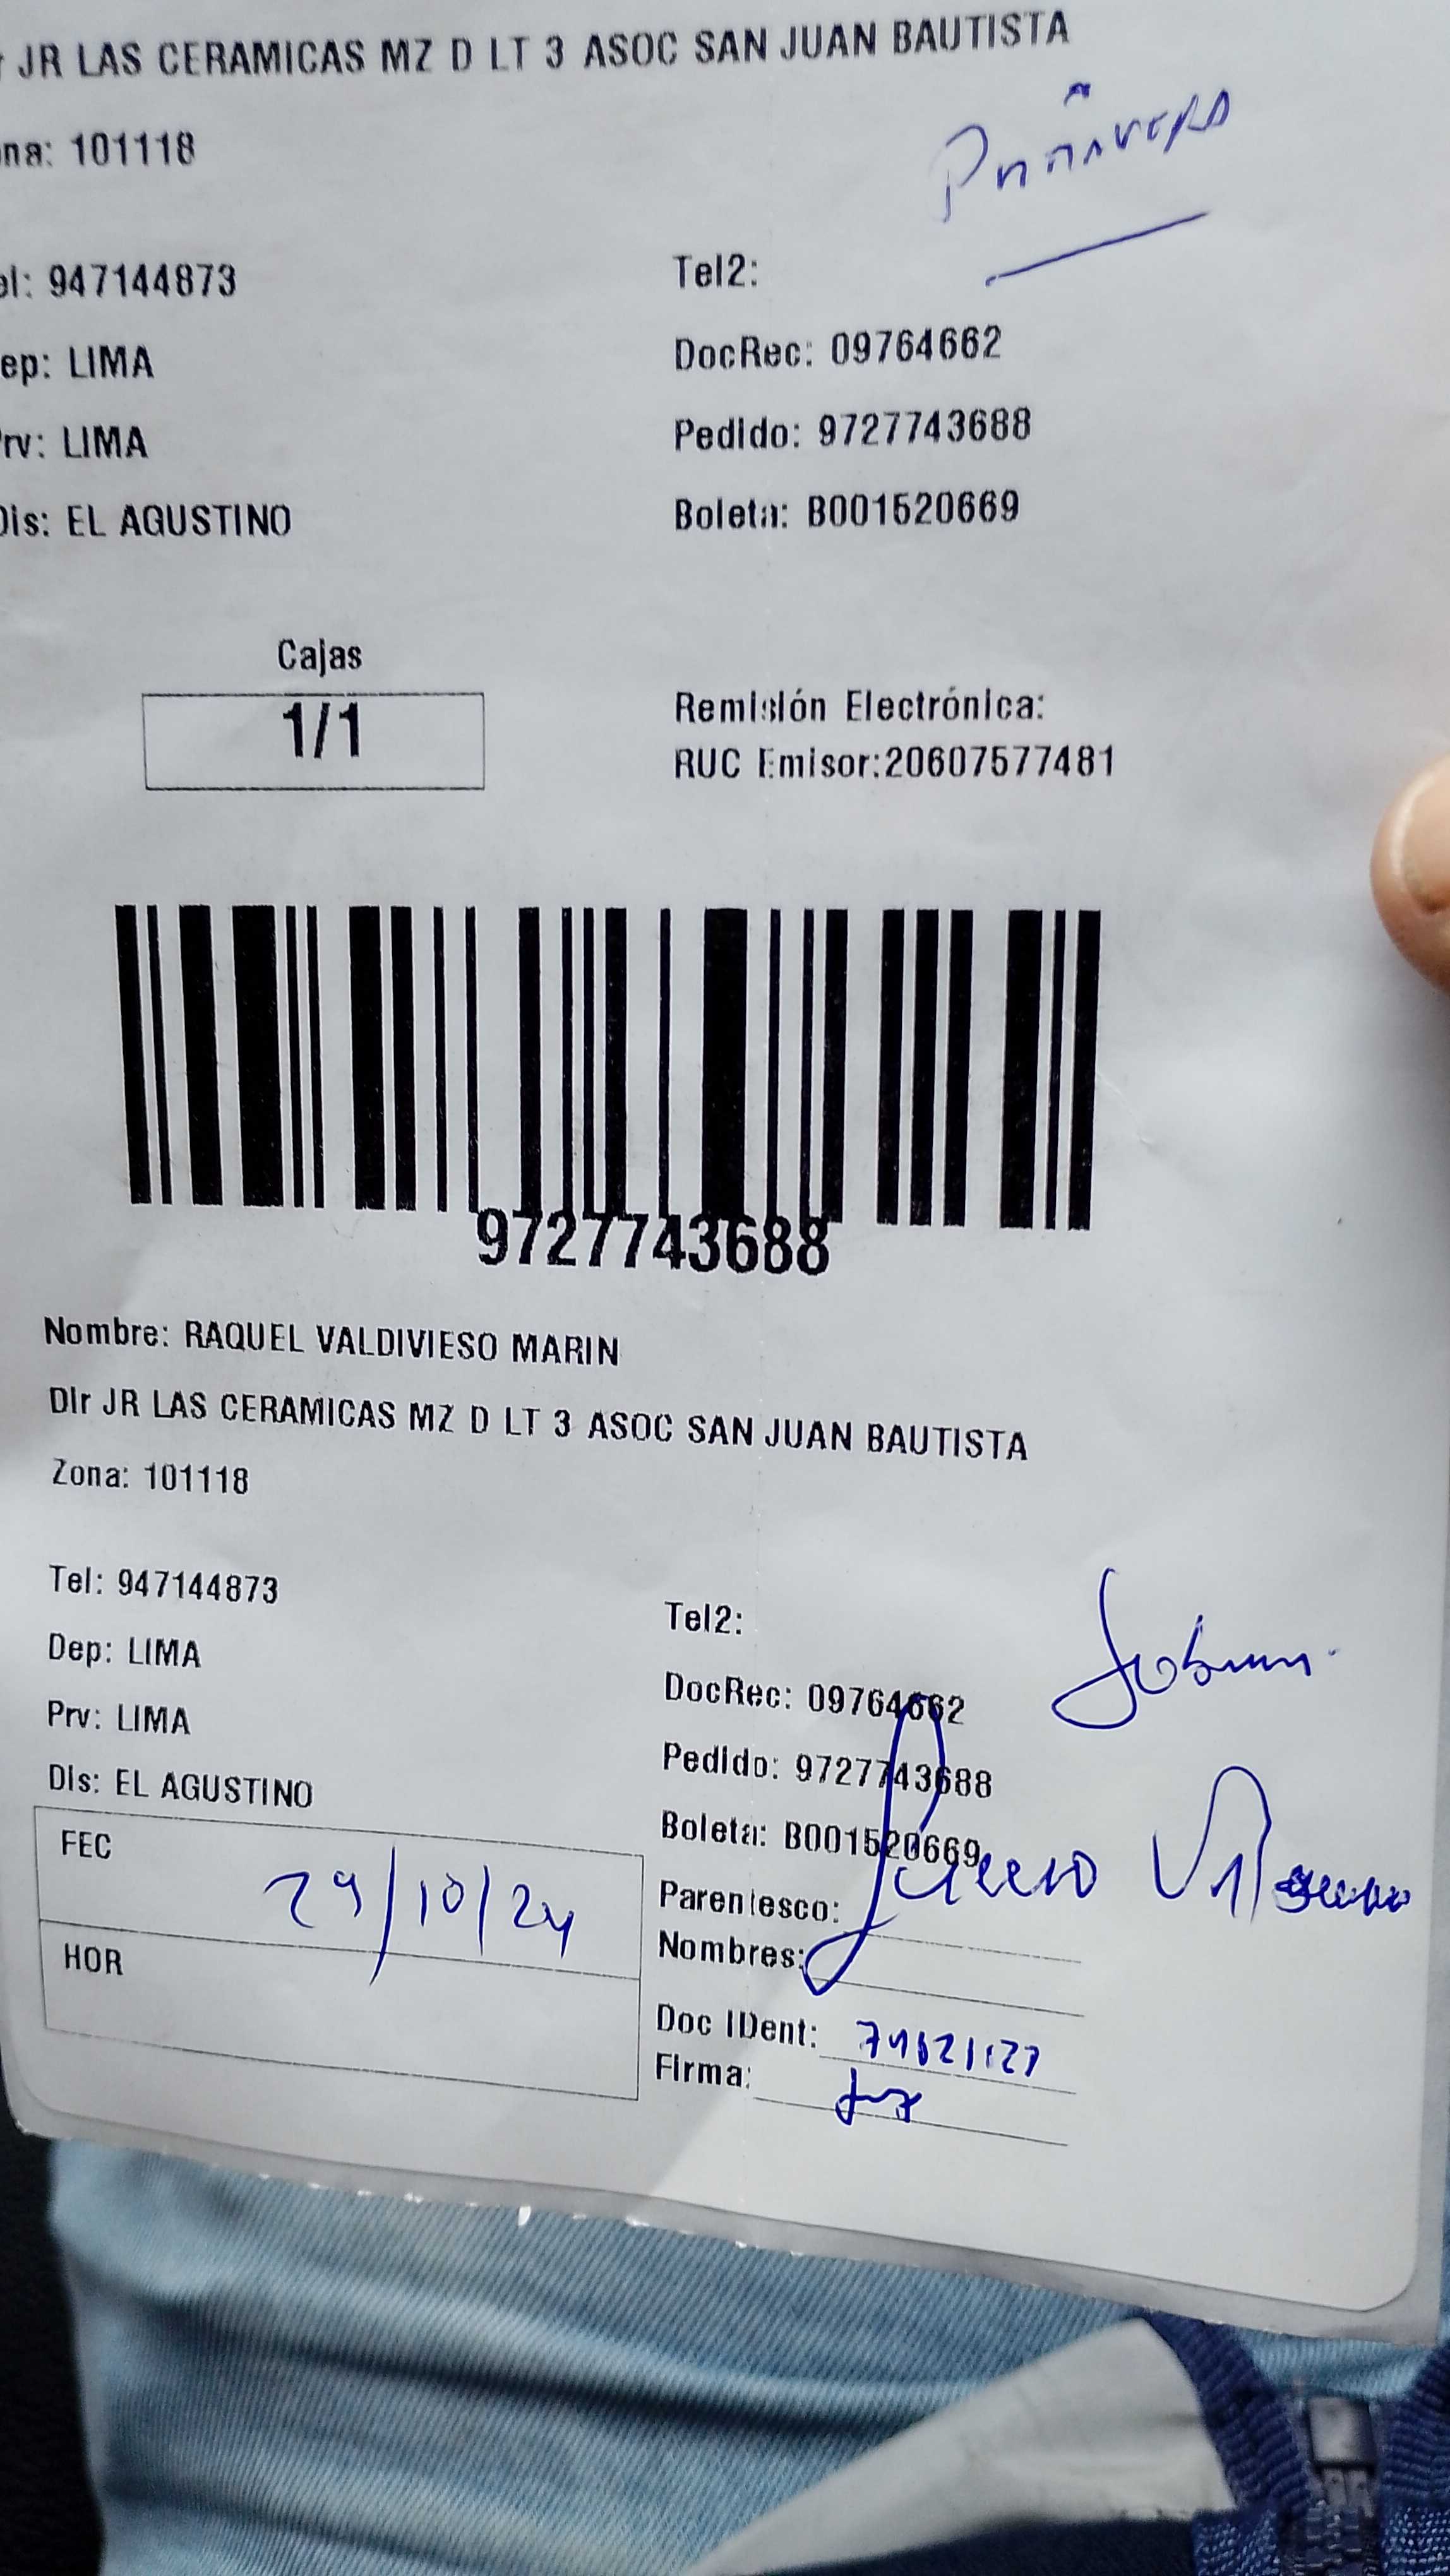 JR LAS CERAMICAS MZ D LT 3 ASOC SAN JUAN BAUTISTA
na: 101118
el: 947144873
Tel2:
ep: LIMA
DocRec: 09764662
rv: LIMA
Pedido: 9727743688
Dis: EL AGUSTINO
Boleta: B001520669
Cajas
1/1
Remisión Electrónica:
RUC Emisor:20607577481
9727743688
Nombre: RAQUEL VALDIVIESO MARIN
Dir JR LAS CERAMICAS MZ D LT 3 ASOC SAN JUAN BAUTISTA
Zona: 101118
Tel: 947144873
Tel2:
Dep: LIMA
DocRec: 09764662
Prv: LIMA
Pedido: 9727743688
Dis: EL AGUSTINO
Boleta: B001520669
FEC 29/10/24
Parentesco:
Nombres:
HOR
Doc IDent:
Firma: